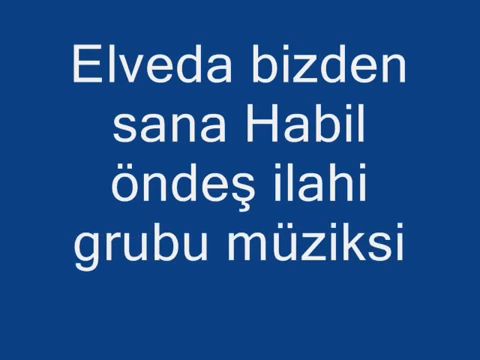 Elveda bizden
sana Habil
öndeş ilahi
grubu müziksi